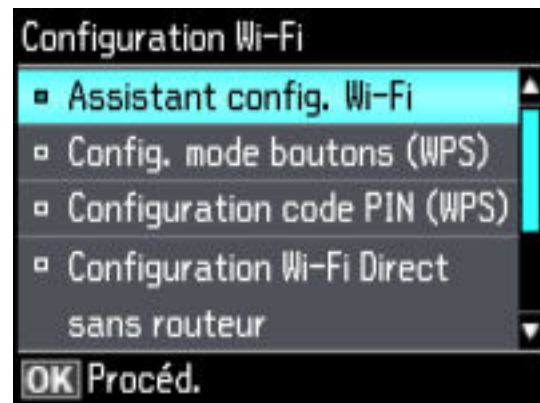 Configuration Wi-Fi
Assistant config. Wi-Fi
Config. mode boutons (WPS)
Configuration code PIN (WPS)
Configuration Wi-Fi Direct
sans routeur
OK Procéd.